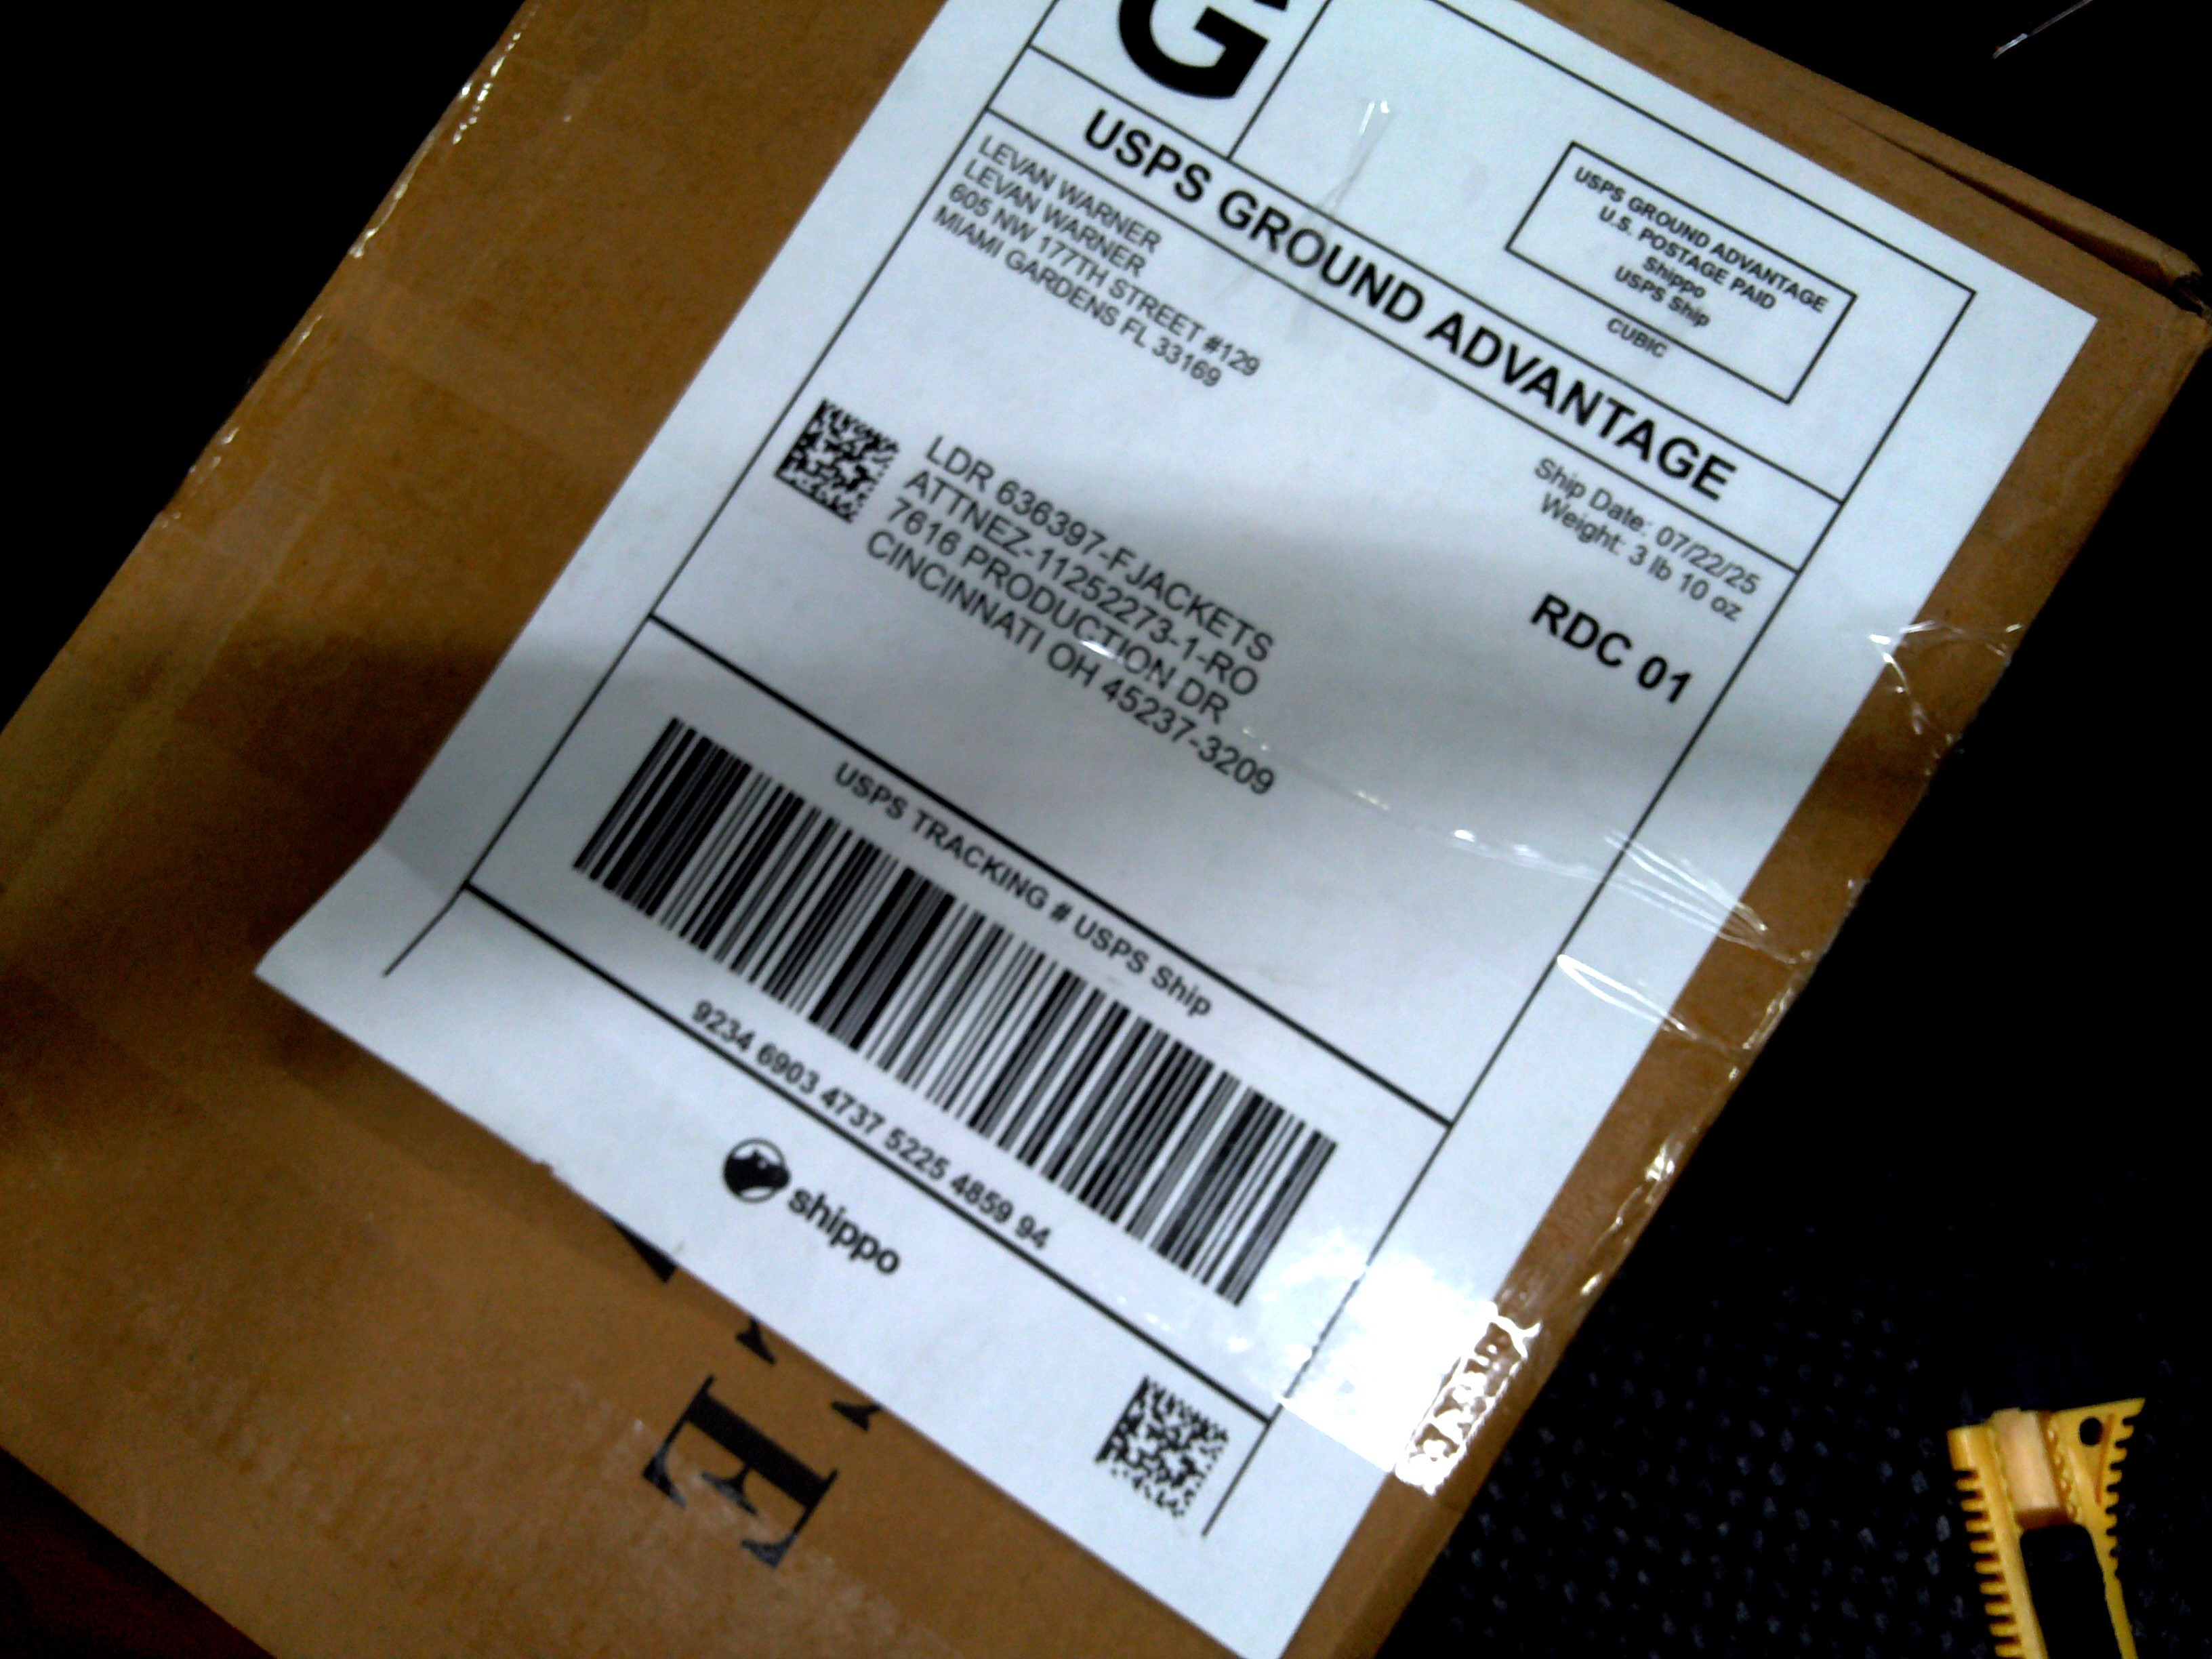 G
USPS GROUND ADVANTAGE
U.S. POSTAGE PAID
Shippo
USPS Ship
CUBIC
USPS GROUND ADVANTAGE
LEVAN WARNER
LEVAN WARNER
605 NW 177TH STREET #129
MIAMI GARDENS FL 33169
Ship Date: 07/22/25
Weight: 3 lb 10 oz
RDC 01
LDR 636397-FJACKETS
ATTNEZ-11252273-1-RO
7616 PRODUCTION DR
CINCINNATI OH 45237-3209
USPS TRACKING # USPS Ship
9234 6903 4737 5225 4859 94
shippo
E